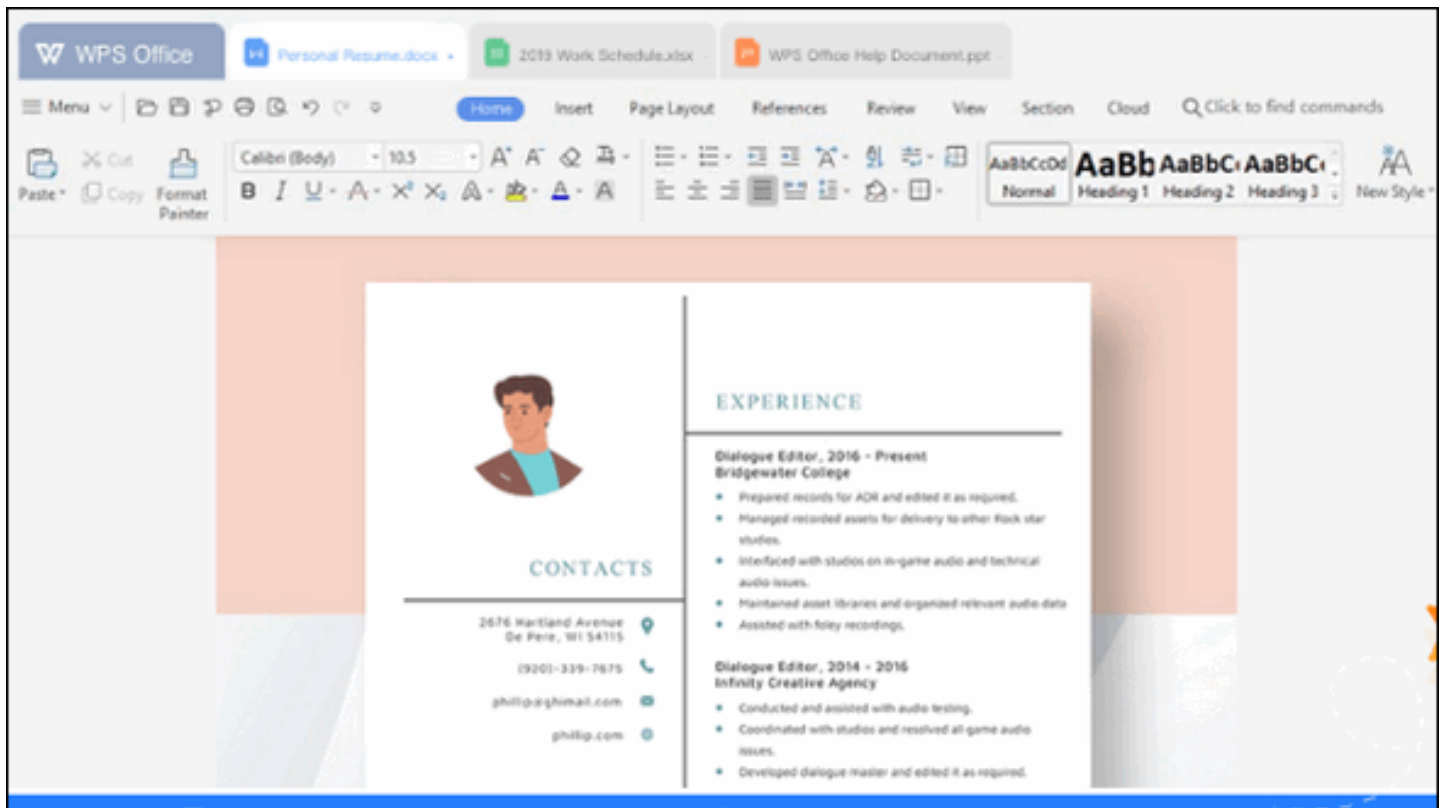 WPS Office
Personal Resume.docx
2019 Work Schedule.xlsx
WPS Office Help Document.ppt
Menu
Home Insert Page Layout References Review View Section Cloud Click to find commands
Paste
Cut
Copy
Format
Painter
Calibri (Body) 10.5
AaBbCcDd AaBb AaBbC AaBbC
Normal Heading 1 Heading 2 Heading 3
New Style
CONTACTS
2676 Hartland Avenue
De Pere, WI 54115
(920)-339-7675
phillip@ghimail.com
phillip.com
EXPERIENCE
Dialogue Editor, 2016 - Present
Bridgewater College
Prepared records for ADR and edited it as required.
Managed recorded assets for delivery to other Rock star
studios.
Interfaced with studios on in-game audio and technical
audio issues.
Maintained asset libraries and organized relevant audio data
Assisted with foley recordings.
Dialogue Editor, 2014 - 2016
Infinity Creative Agency
Conducted and assisted with audio testing.
Coordinated with studios and resolved all game audio
issues.
Developed dialogue master and edited it as required.